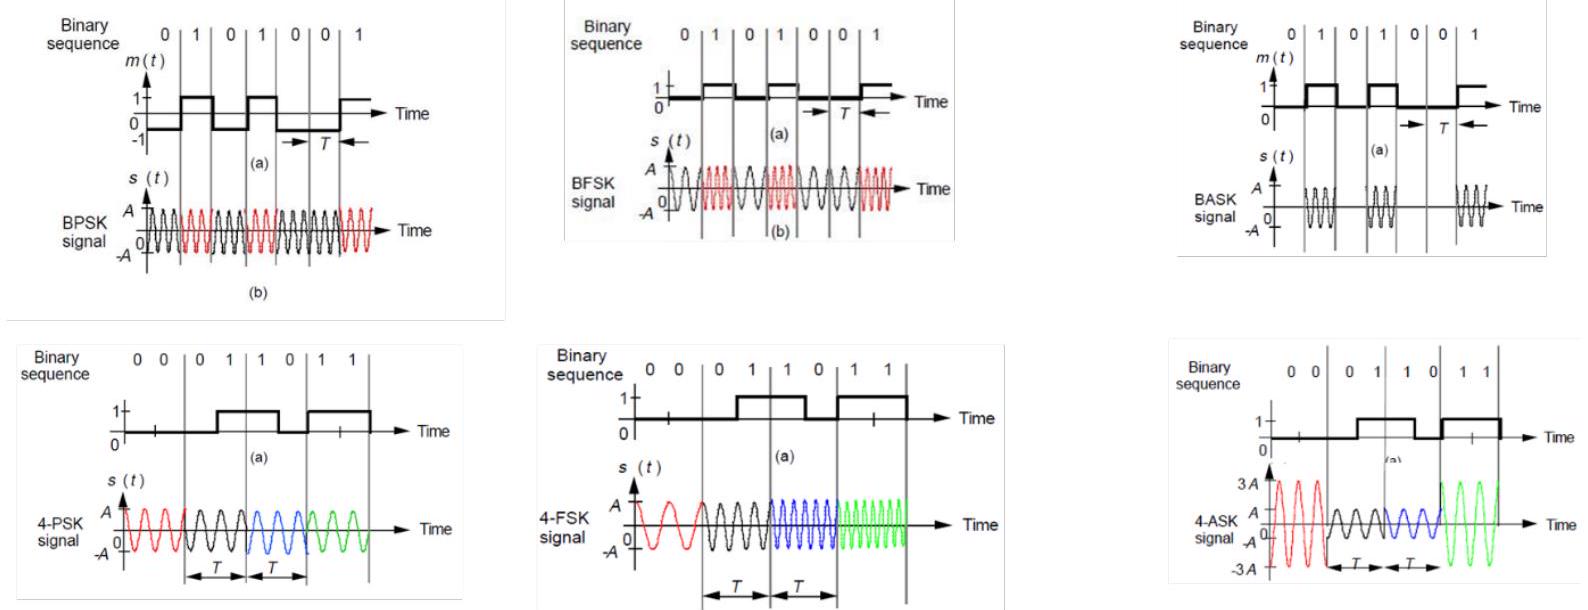 Binary
sequence
0 1 0 1 0 0 1
m(t)
1
0
-1
Time
T
(a)
s (t)
BPSK
signal
A
0
-A
Time
(b)
Binary
sequence
0 1 0 1 0 0 1
1
0
Time
T
(a)
s (t)
BFSK
signal
A
0
-A
Time
(b)
Binary
sequence
0 1 0 1 0 0 1
m(t)
1
0
Time
T
(a)
s (t)
BASK
signal
A
0
-A
Time
Binary
sequence
0 0 0 1 1 0 1 1
1
0
Time
(a)
s (t)
4-PSK
signal
A
0
-A
Time
T T
Binary
sequence
0 0 0 1 1 0 1 1
1
0
Time
(a)
s (t)
4-FSK
signal
A
0
-A
Time
T T
Binary
sequence
0 0 0 1 1 0 1 1
1
0
Time
(a)
4-ASK
signal
3A
A
0
-A
-3A
Time
T T